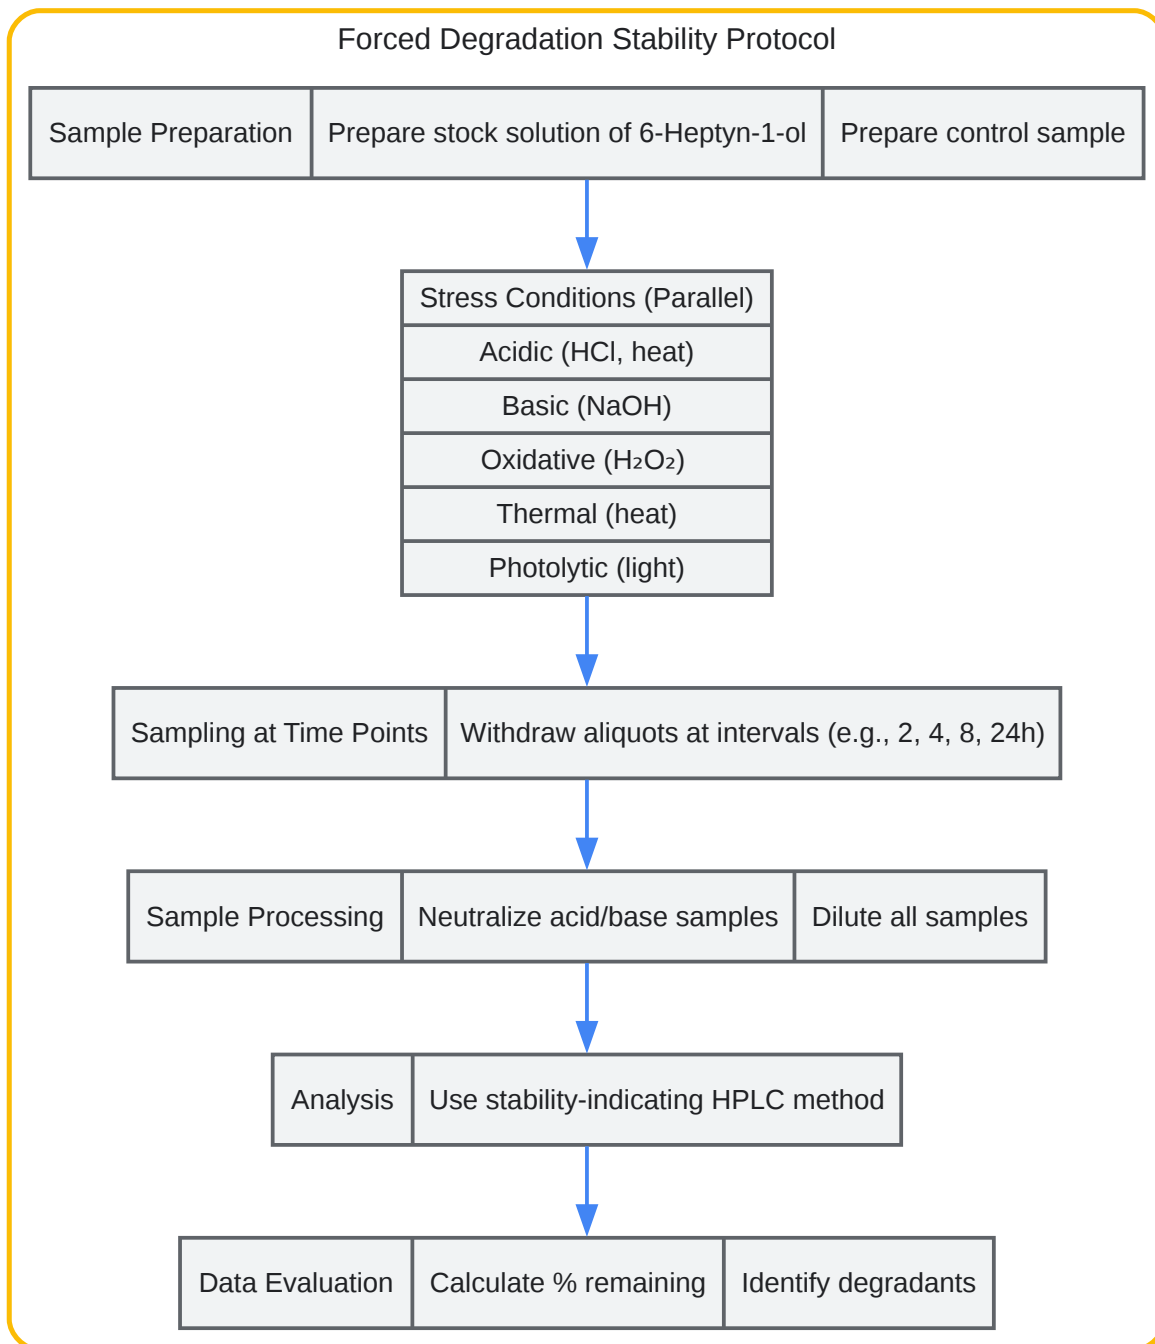 Forced Degradation Stability Protocol
Sample Preparation
Prepare stock solution of 6-Heptyn-1-ol
Prepare control sample
Stress Conditions (Parallel)
Acidic (HCl, heat)
Basic (NaOH)
Oxidative (H₂O₂)
Thermal (heat)
Photolytic (light)
Sampling at Time Points
Withdraw aliquots at intervals (e.g., 2, 4, 8, 24h)
Sample Processing
Neutralize acid/base samples
Dilute all samples
Analysis
Use stability-indicating HPLC method
Data Evaluation
Calculate % remaining
Identify degradants